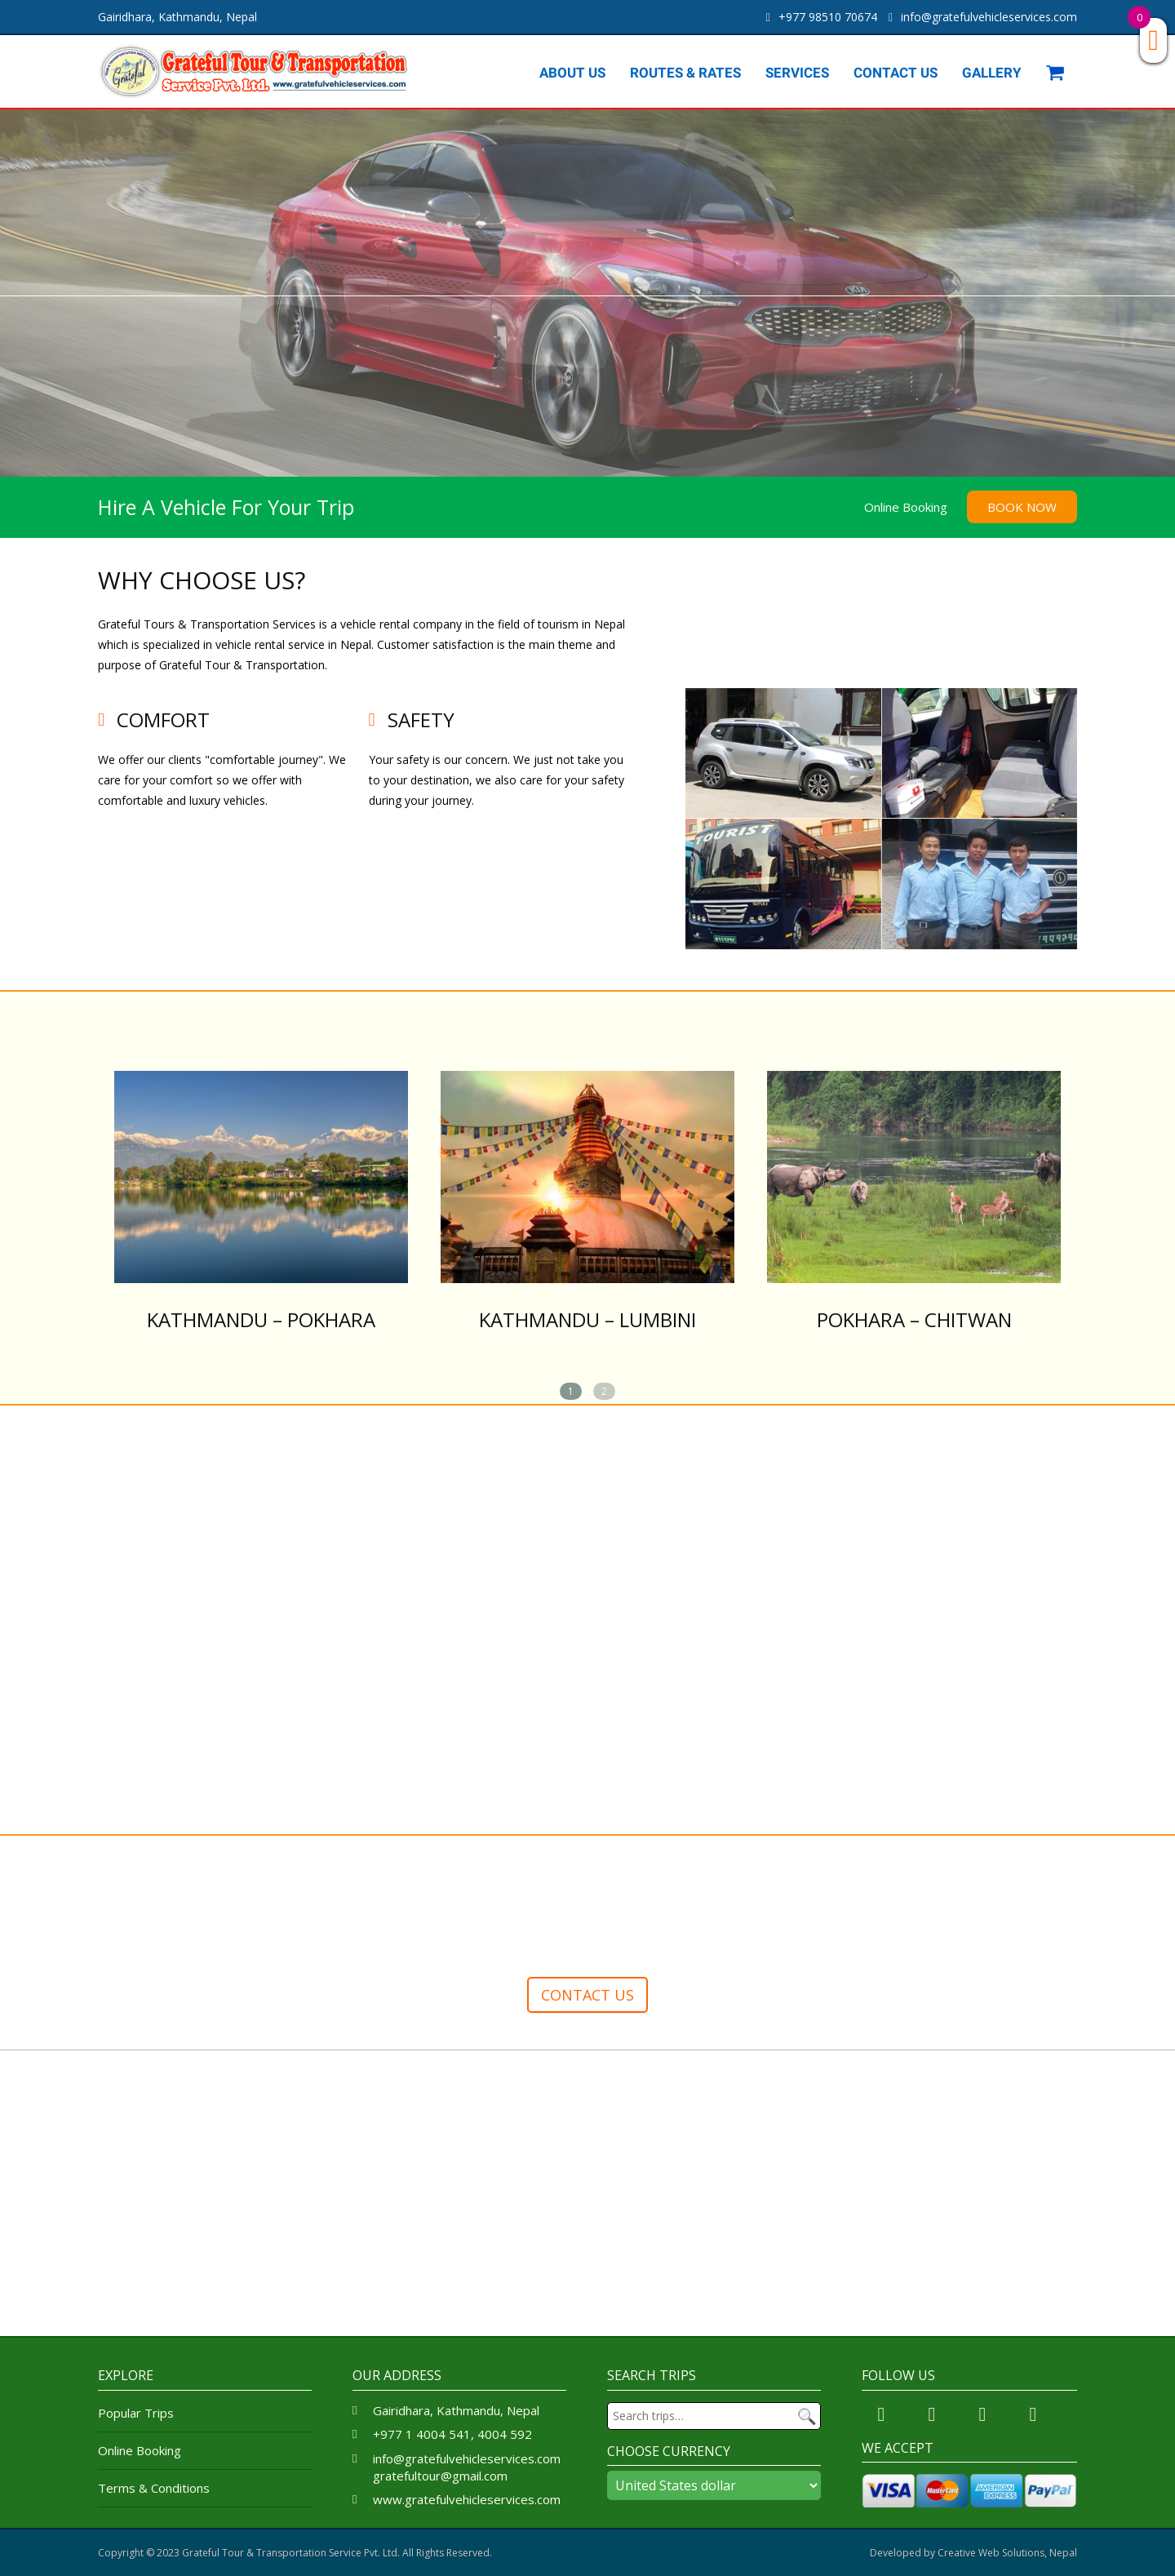 Gairidhara, Kathmandu, Nepal
+977 98510 70674 info@gratefulvehicleservices.com
0
Grateful
Grateful Tour & Transportation
Service Pvt. Ltd. www.gratefulvehicleservices.com
ABOUT US ROUTES & RATES SERVICES CONTACT US GALLERY
KIA
Hire A Vehicle For Your Trip
Online Booking BOOK NOW
WHY CHOOSE US?
Grateful Tours & Transportation Services is a vehicle rental company in the field of tourism in Nepal
which is specialized in vehicle rental service in Nepal. Customer satisfaction is the main theme and
purpose of Grateful Tour & Transportation.
COMFORT
We offer our clients "comfortable journey". We
care for your comfort so we offer with
comfortable and luxury vehicles.
SAFETY
Your safety is our concern. We just not take you
to your destination, we also care for your safety
during your journey.
TOURIST
KATHMANDU – POKHARA
KATHMANDU – LUMBINI
POKHARA – CHITWAN
1 2
CONTACT US
EXPLORE
Popular Trips
Online Booking
Terms & Conditions
OUR ADDRESS
Gairidhara, Kathmandu, Nepal
+977 1 4004 541, 4004 592
info@gratefulvehicleservices.com
gratefultour@gmail.com
www.gratefulvehicleservices.com
SEARCH TRIPS
Search trips…
CHOOSE CURRENCY
United States dollar
FOLLOW US
WE ACCEPT
VISA MasterCard AMERICAN EXPRESS PayPal
Copyright © 2023 Grateful Tour & Transportation Service Pvt. Ltd. All Rights Reserved.
Developed by Creative Web Solutions, Nepal